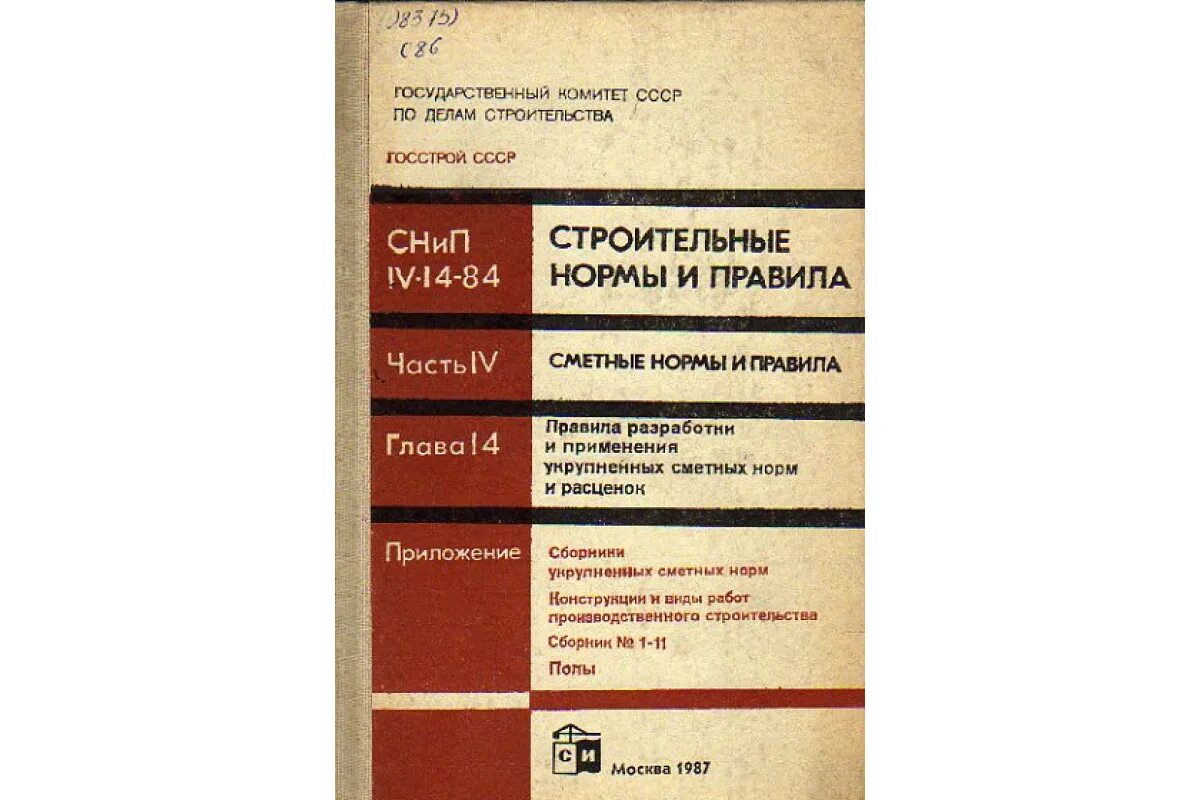 (J83 15)
С86
ГОСУДАРСТВЕННЫЙ КОМИТЕТ СССР
ПО ДЕЛАМ СТРОИТЕЛЬСТВА
ГОССТРОЙ СССР
СНиП
IV-14-84
СТРОИТЕЛЬНЫЕ
НОРМЫ И ПРАВИЛА
Часть IV
СМЕТНЫЕ НОРМЫ И ПРАВИЛА
Глава 14
Правила разработки
и применения
укрупненных сметных норм
и расценок
Приложение
Сборники
укрупненных сметных норм
Конструкции и виды работ
производственного строительства
Сборник № 1-11
Полы
СИ
Москва 1987